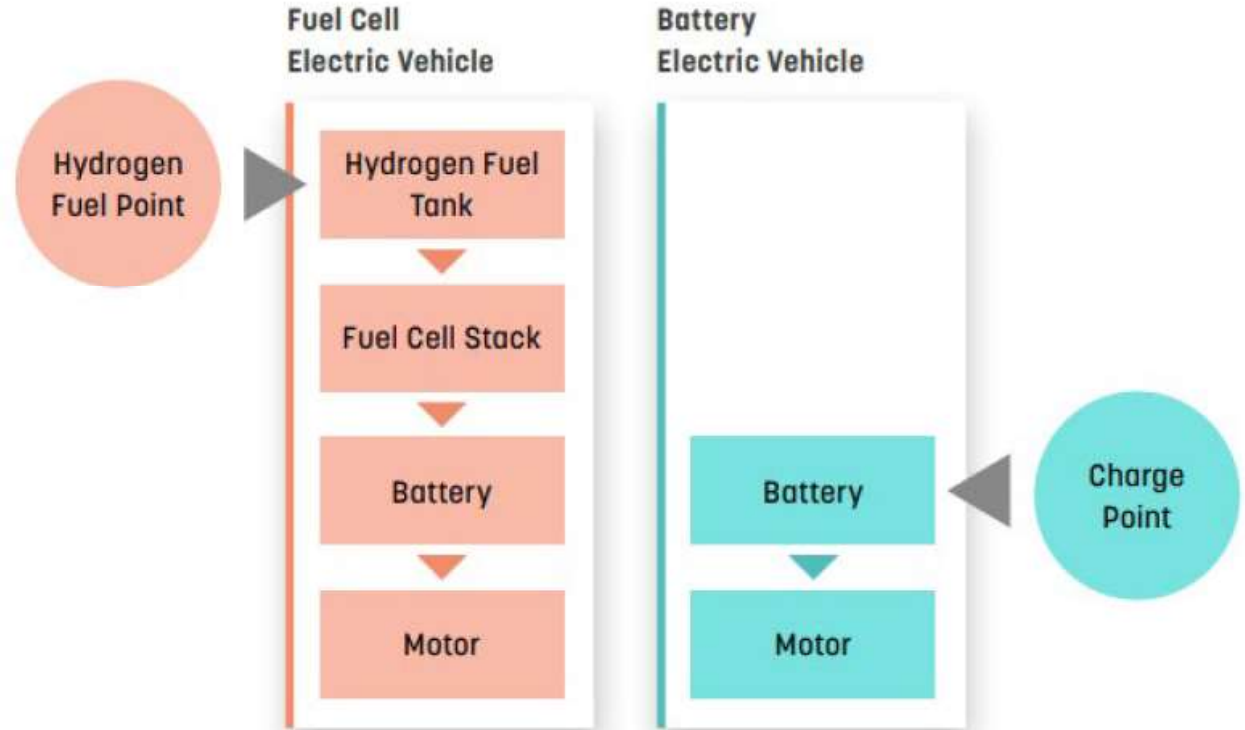 Fuel Cell
Electric Vehicle
Battery
Electric Vehicle
Hydrogen
Fuel Point
Hydrogen Fuel
Tank
Fuel Cell Stack
Battery
Motor
Battery
Motor
Charge
Point